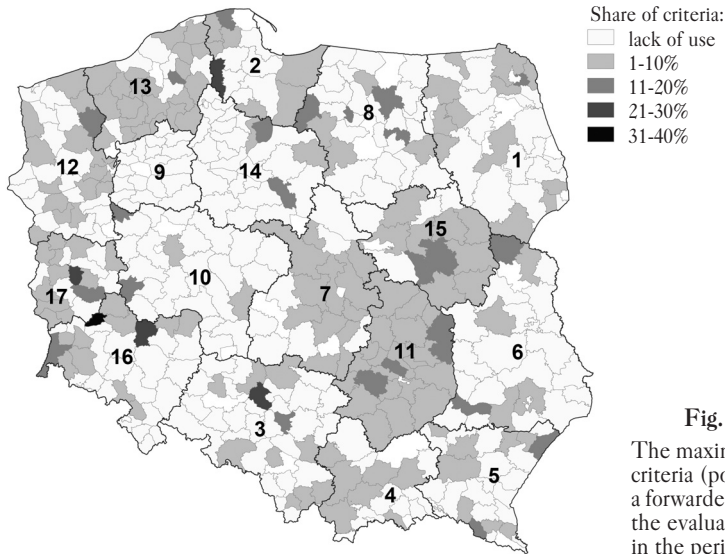 Share of criteria:
lack of use
1-10%
11-20%
21-30%
31-40%
2
13
8
12
9
14
1
15
10
17
7
16
11
6
3
5
4
Fig.
The maxim
criteria (po
a forwarde
the evalua
in the peri